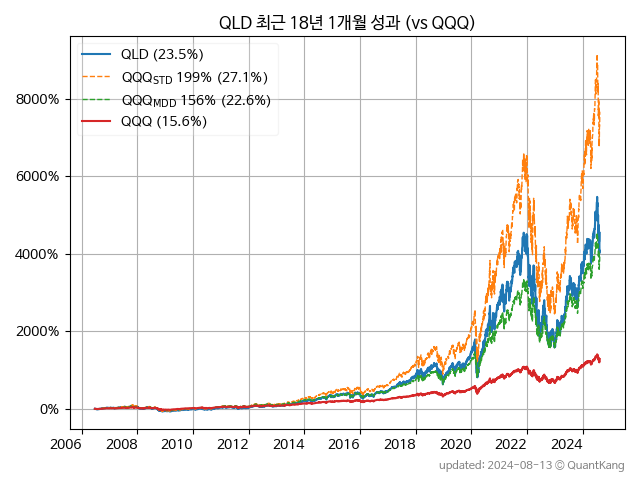 QLD 최근 18년 1개월 성과 (vs QQQ)
QLD (23.5%)
QQQSTD 199% (27.1%)
QQQMDD 156% (22.6%)
QQQ (15.6%)
8000%
6000%
4000%
2000%
0%
2006 2008 2010 2012 2014 2016 2018 2020 2022 2024
updated: 2024-08-13 © QuantKang